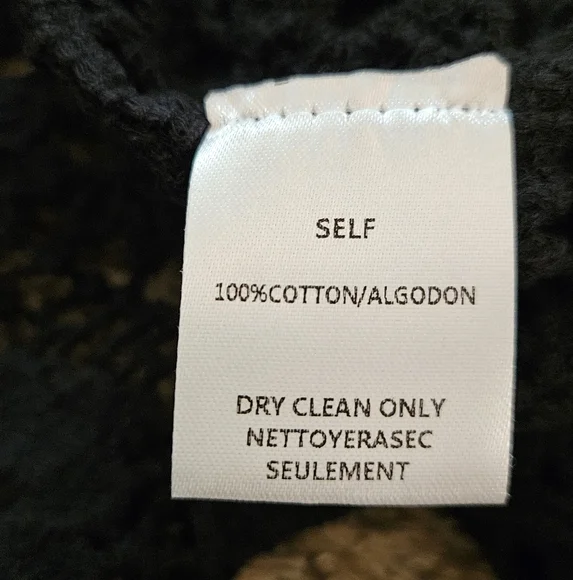 SELF
100%COTTON/ALGODON
DRY CLEAN ONLY
NETTOYERASEC
SEULEMENT